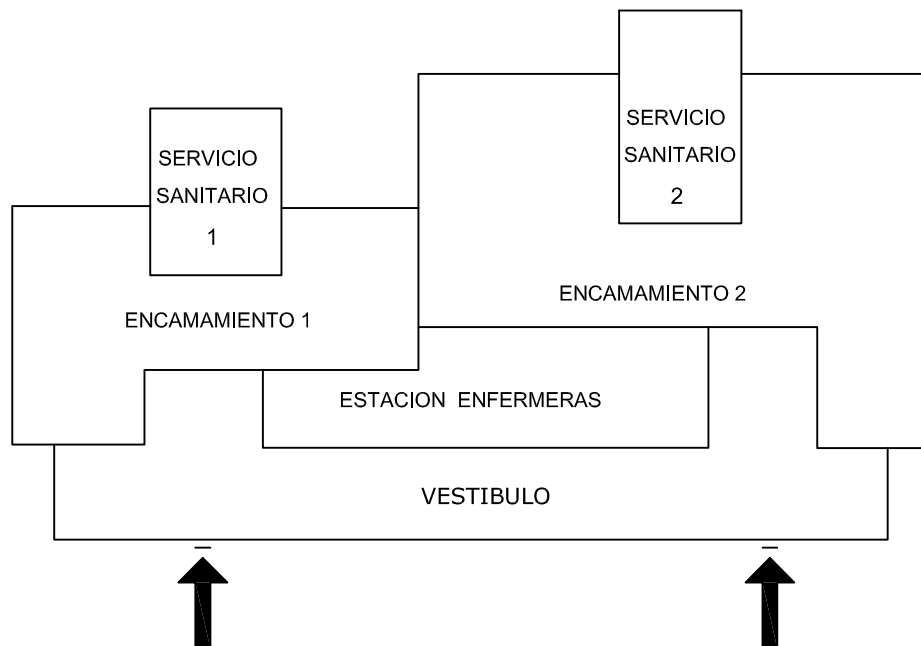 SERVICIO
SANITARIO
1
SERVICIO
SANITARIO
2
ENCAMAMIENTO 1
ENCAMAMIENTO 2
ESTACION ENFERMERAS
VESTIBULO